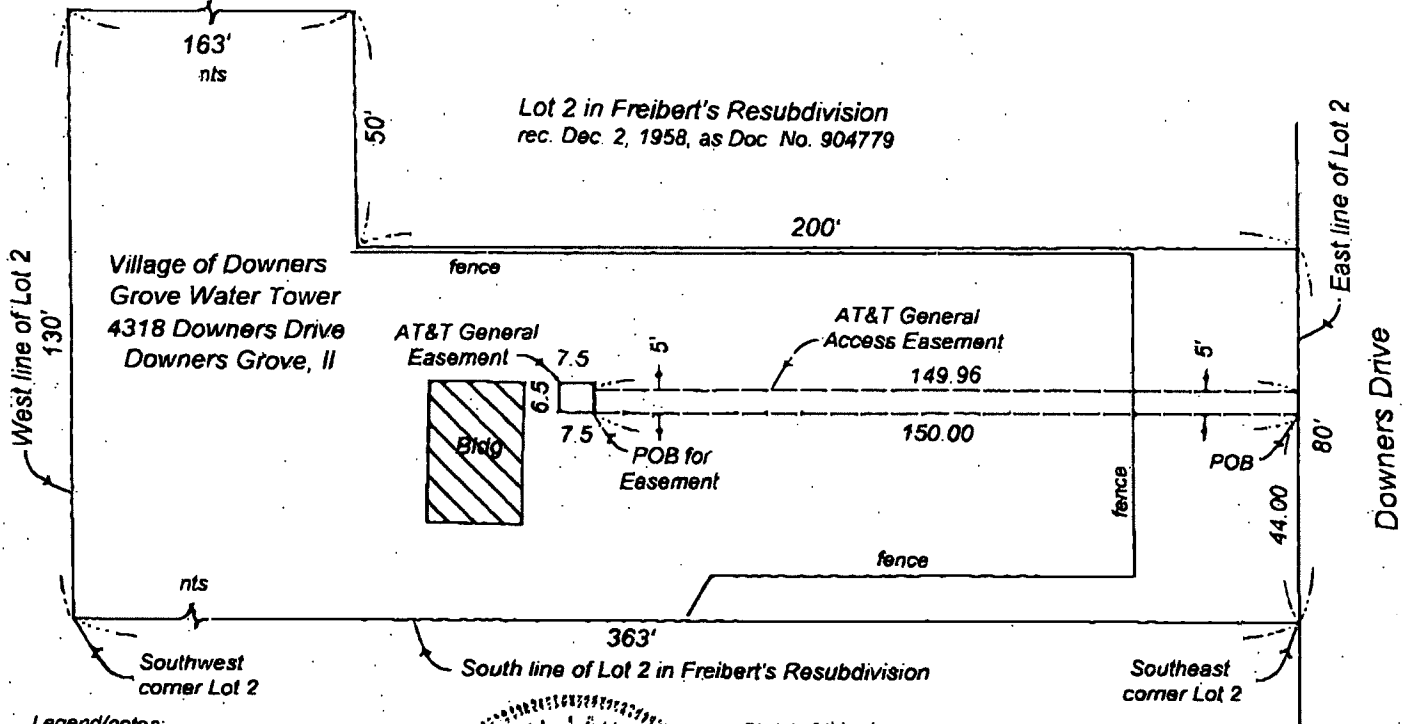 163'
nts
50'
Lot 2 in Freibert's Resubdivision
rec. Dec. 2, 1958, as Doc No. 904779
200'
East line of Lot 2
West line of Lot 2
130'
Village of Downers
Grove Water Tower
4318 Downers Drive
Downers Grove, Il
fence
AT&T General
Easement
7.5
6.5
7.5
Bldg
5'
AT&T General
Access Easement
149.96
5'
150.00
POB for
Easement
POB
80'
44.00
Downers Drive
fence
fence
nts
363'
Southwest
corner Lot 2
South line of Lot 2 in Freibert's Resubdivision
Southeast
corner Lot 2
Legend/notes: